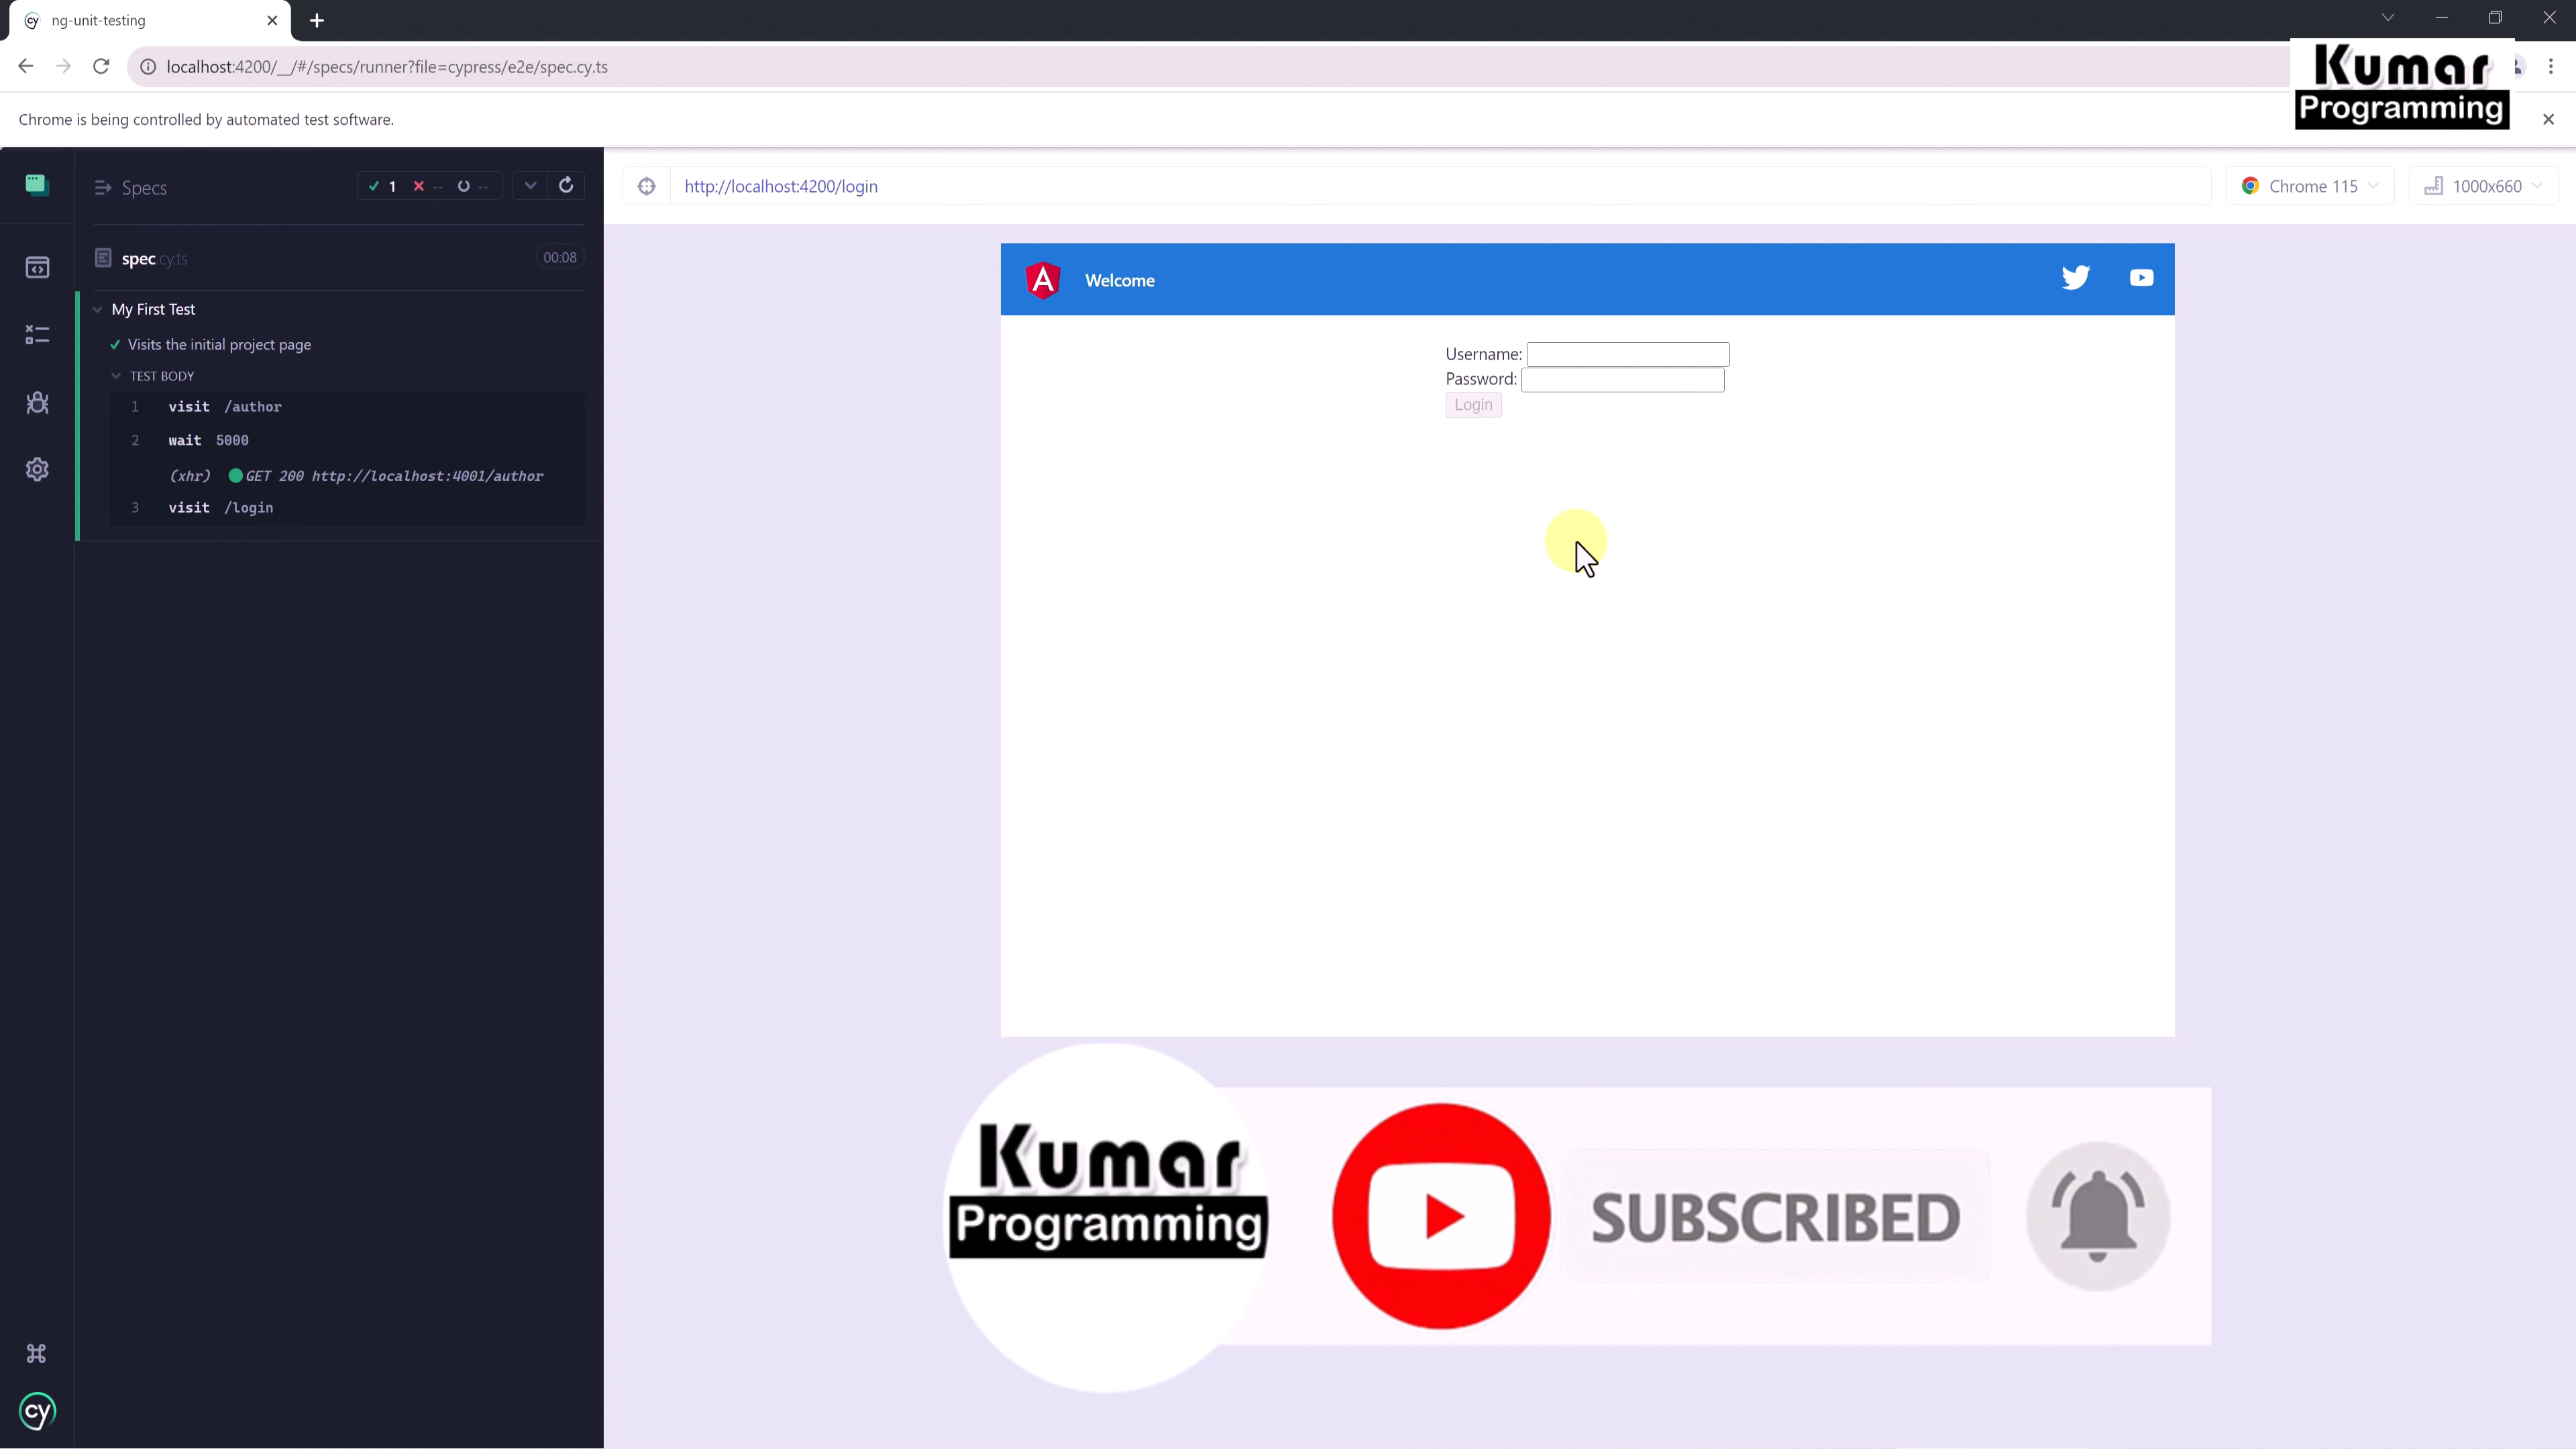 cy ng-unit-testing
localhost:4200/__/#/specs/runner?file=cypress/e2e/spec.cy.ts
Kumar
Programming
Chrome is being controlled by automated test software.
Specs
1 -- --
http://localhost:4200/login
Chrome 115
1000x660
spec.cy.ts
00:08
My First Test
Visits the initial project page
TEST BODY
1 visit /author
2 wait 5000
(xhr) GET 200 http://localhost:4001/author
3 visit /login
A Welcome
Username:
Password:
Login
Kumar
Programming
SUBSCRIBED
cy